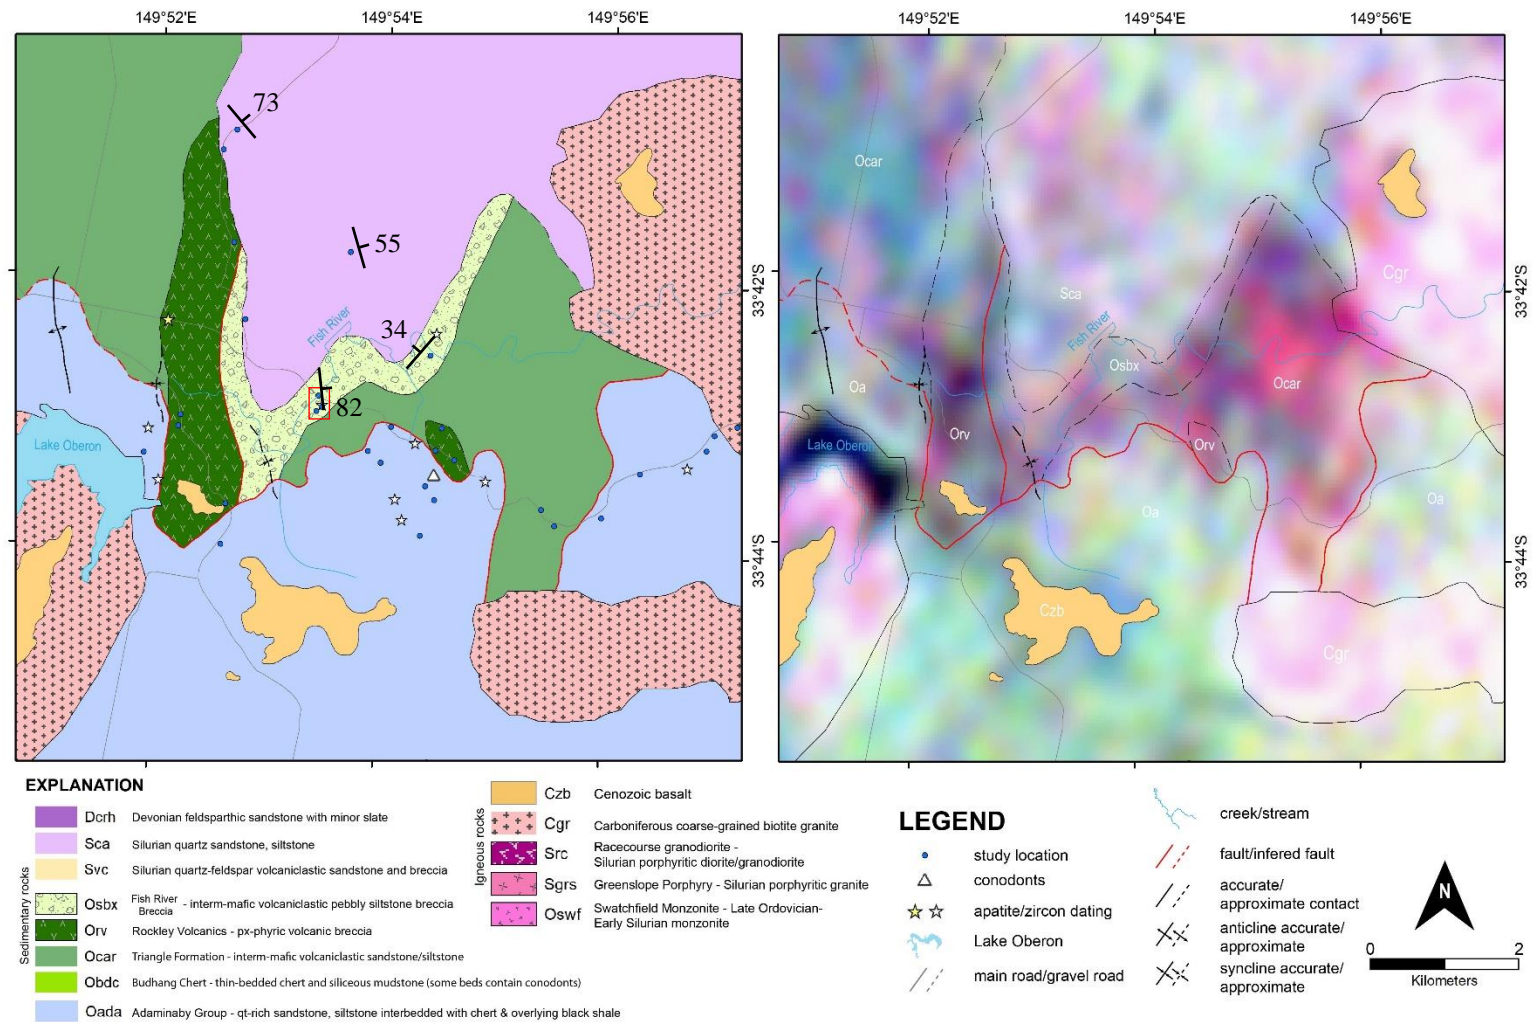 149°52'E 149°54'E 149°56'E
149°52'E 149°54'E 149°56'E
73
55
34
82
Fish River
Lake Oberon
33°42'S
33°44'S
Ocar
Sca
Cgr
Fish River
Osbx
Ocar
Oa
Orv
Lake Oberon
Orv
Oa
Oa
Czb
Cgr
33°42'S
33°44'S
EXPLANATION
Sedimentary rocks
Dcrh Devonian feldsparthic sandstone with minor slate
Sca Silurian quartz sandstone, siltstone
Svc Silurian quartz-feldspar volcaniclastic sandstone and breccia
Osbx Fish River Breccia - interm-mafic volcaniclastic pebbly siltstone breccia
Orv Rockley Volcanics - px-phyric volcanic breccia
Ocar Triangle Formation - interm-mafic volcaniclastic sandstone/siltstone
Obdc Budhang Chert - thin-bedded chert and siliceous mudstone (some beds contain conodonts)
Oada Adaminaby Group - qt-rich sandstone, siltstone interbedded with chert & overlying black shale
Igneous rocks
Czb Cenozoic basalt
Cgr Carboniferous coarse-grained biotite granite
Src Racecourse granodiorite -
Silurian porphyritic diorite/granodiorite
Sgrs Greenslope Porphyry - Silurian porphyritic granite
Oswf Swatchfield Monzonite - Late Ordovician-
Early Silurian monzonite
LEGEND
study location
conodonts
apatite/zircon dating
Lake Oberon
main road/gravel road
creek/stream
fault/infered fault
accurate/
approximate contact
anticline accurate/
approximate
syncline accurate/
approximate
N
0 2
Kilometers